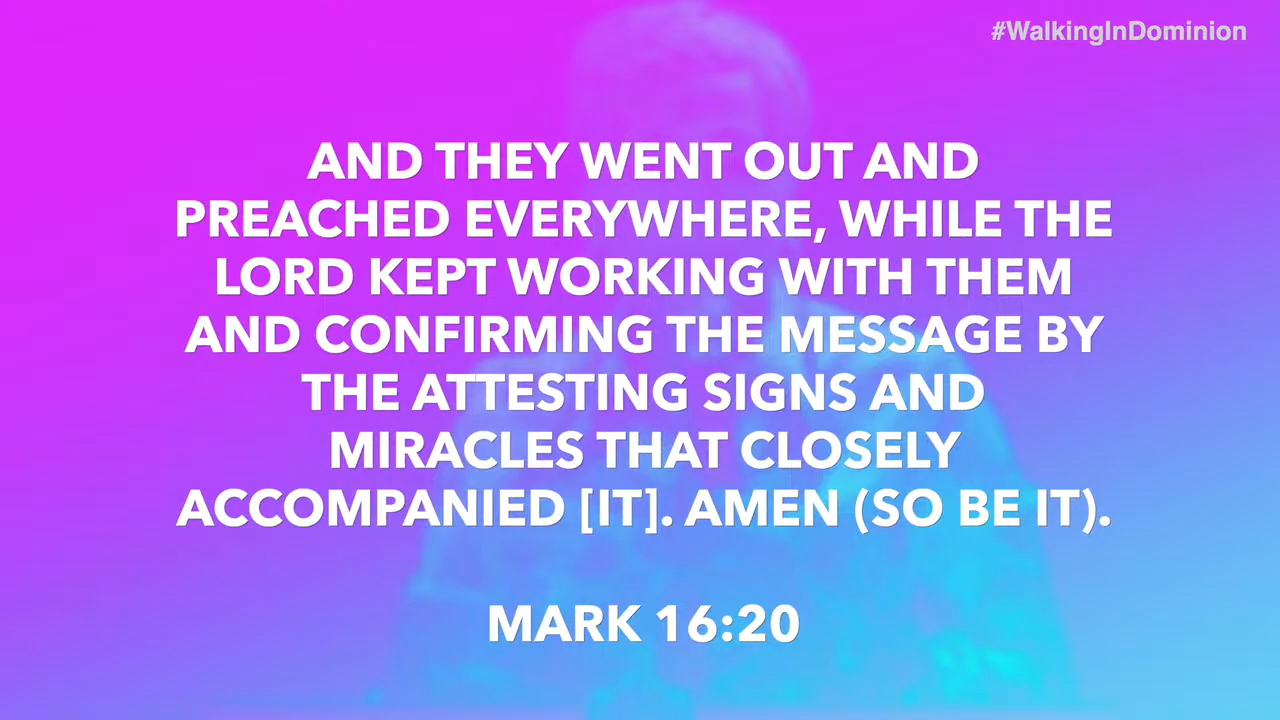 #WalkingInDominion
AND THEY WENT OUT AND
PREACHED EVERYWHERE, WHILE THE
LORD KEPT WORKING WITH THEM
AND CONFIRMING THE MESSAGE BY
THE ATTESTING SIGNS AND
MIRACLES THAT CLOSELY
ACCOMPANIED [IT]. AMEN (SO BE IT).
MARK 16:20